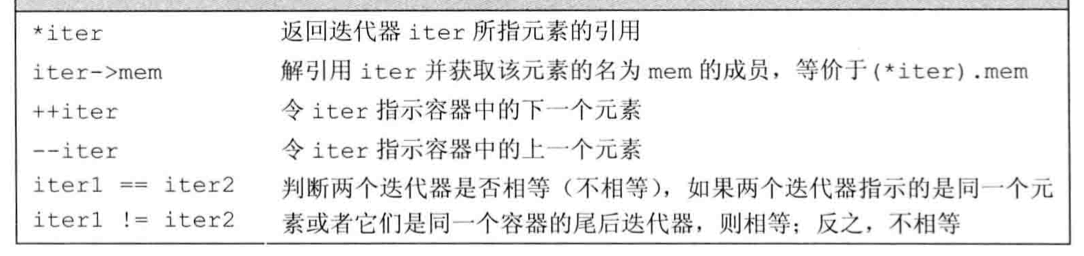 *iter 返回迭代器 iter 所指元素的引用
iter->mem 解引用 iter 并获取该元素的名为 mem 的成员，等价于(*iter).mem
++iter 令 iter 指示容器中的下一个元素
--iter 令 iter 指示容器中的上一个元素
iter1 == iter2 判断两个迭代器是否相等（不相等），如果两个迭代器指示的是同一个元
iter1 != iter2 素或者它们是同一个容器的尾后迭代器，则相等；反之，不相等